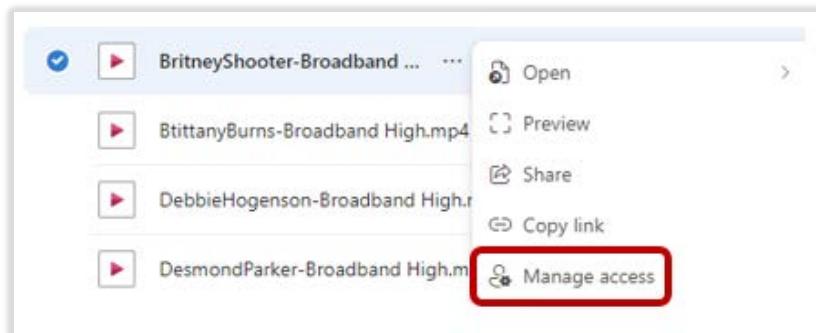 BritneyShooter-Broadband ... ···
Open
BtittanyBurns-Broadband High.mp4
Preview
Share
DebbieHogenson-Broadband High.
Copy link
DesmondParker-Broadband High.m
Manage access